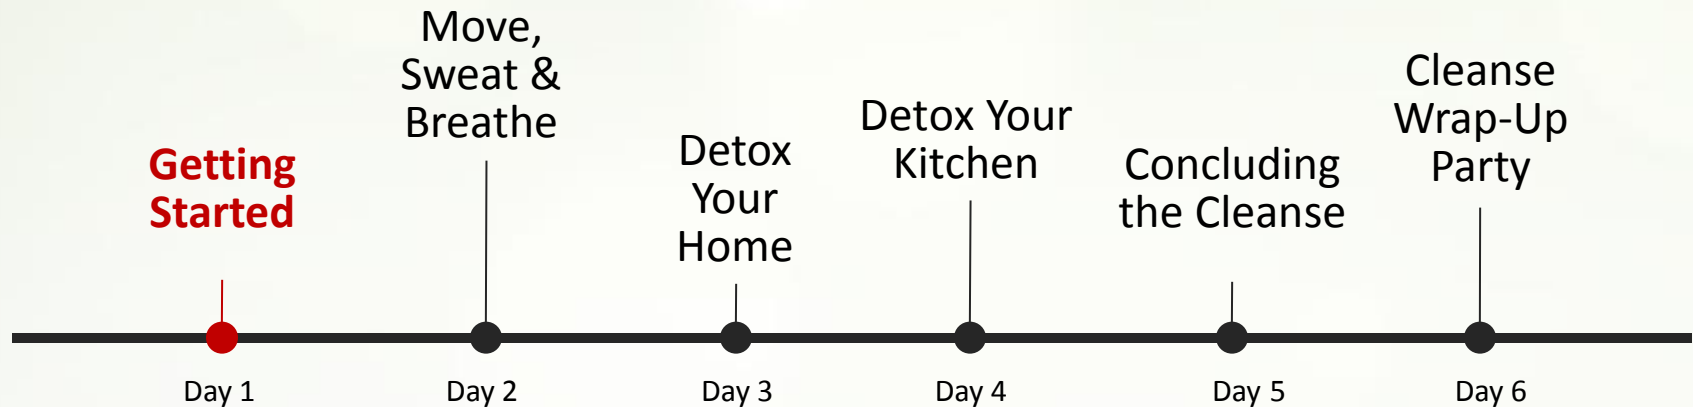 Getting
Started
Move,
Sweat &
Breathe
Detox
Your
Home
Detox Your
Kitchen
Concluding
the Cleanse
Cleanse
Wrap-Up
Party
Day 1
Day 2
Day 3
Day 4
Day 5
Day 6